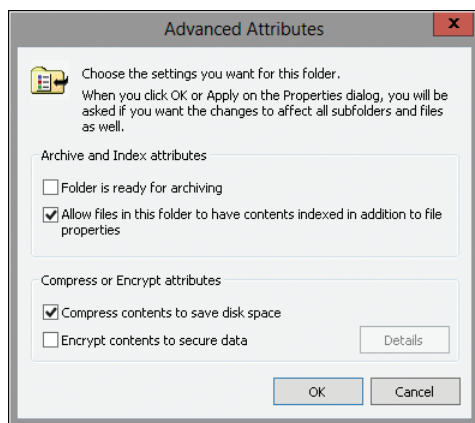 Advanced Attributes
x
Choose the settings you want for this folder.
When you click OK or Apply on the Properties dialog, you will be
asked if you want the changes to affect all subfolders and files
as well.
Archive and Index attributes
Folder is ready for archiving
Allow files in this folder to have contents indexed in addition to file
properties
Compress or Encrypt attributes
Compress contents to save disk space
Encrypt contents to secure data
Details
OK
Cancel